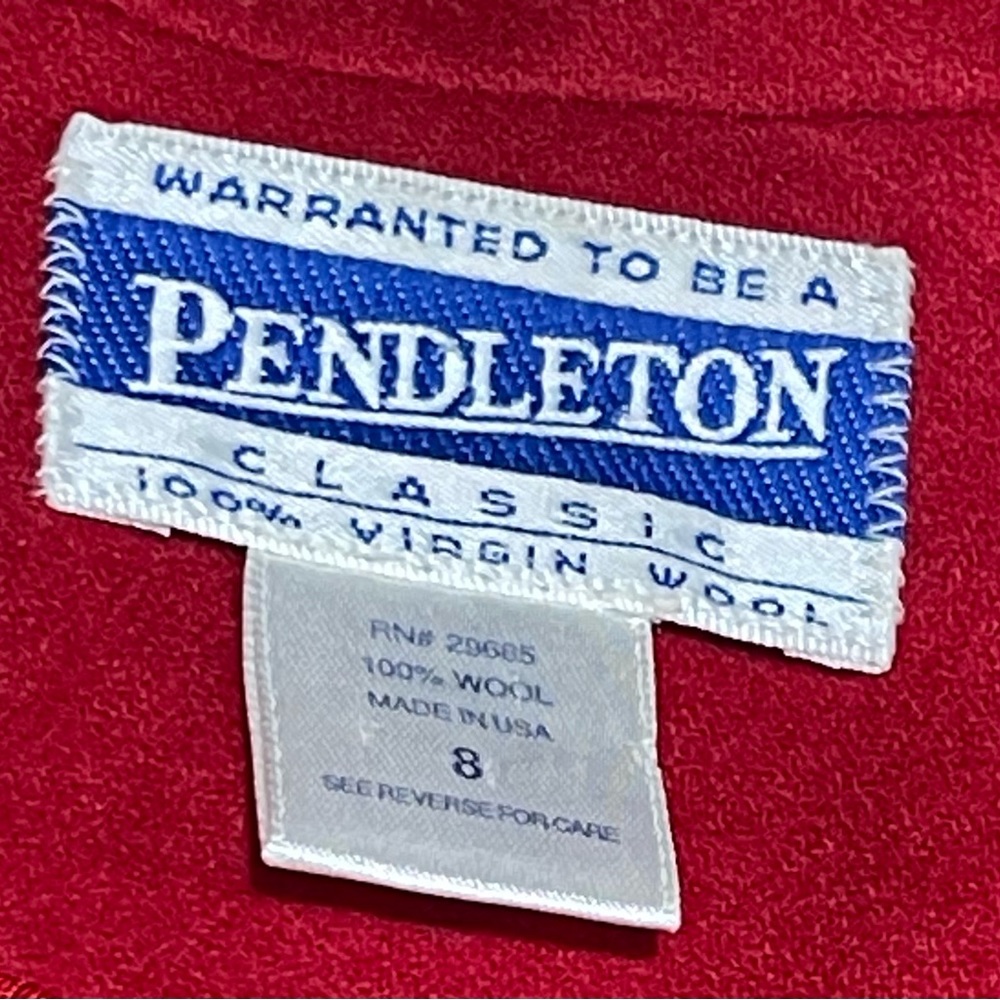 WARRANTED TO BE A
PENDLETON
CLASSIC
100% VIRGIN WOOL
RN# 29685
100% WOOL
MADE IN USA
8
SEE REVERSE FOR CARE